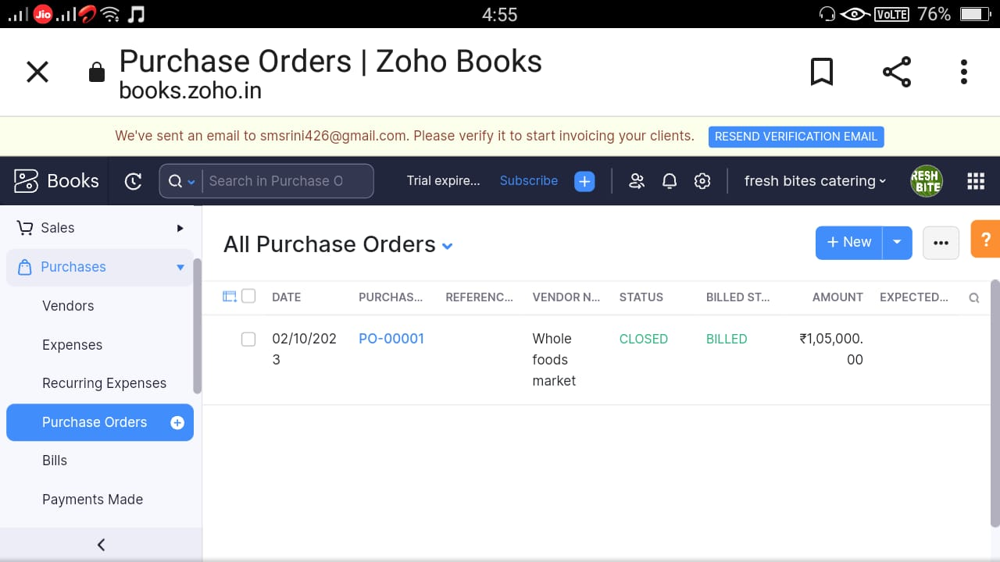 4:55
VoLTE 76%
Purchase Orders | Zoho Books
books.zoho.in
We've sent an email to smsrini426@gmail.com. Please verify it to start invoicing your clients. RESEND VERIFICATION EMAIL
Books Search in Purchase O Trial expire... Subscribe + fresh bites catering RESH BITE
Sales
Purchases
Vendors
Expenses
Recurring Expenses
Purchase Orders +
Bills
Payments Made
All Purchase Orders
+ New ... ?
DATE PURCHAS... REFERENC... VENDOR N... STATUS BILLED ST... AMOUNT EXPECTED...
02/10/202 PO-00001 Whole CLOSED BILLED ₹1,05,000.
3 foods 00
market